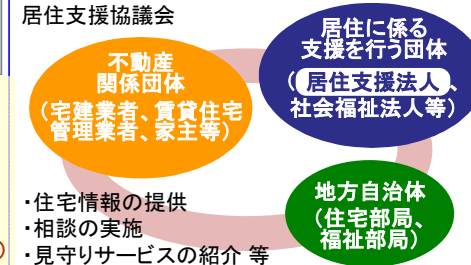 居住支援協議会
不動産
関係団体
(宅建業者、賃貸住宅
管理業者、家主等)
居住に係る
支援を行う団体
(居住支援法人、
社会福祉法人等)
地方自治体
(住宅部局、
福祉部局)
・住宅情報の提供
・相談の実施
・見守りサービスの紹介 等